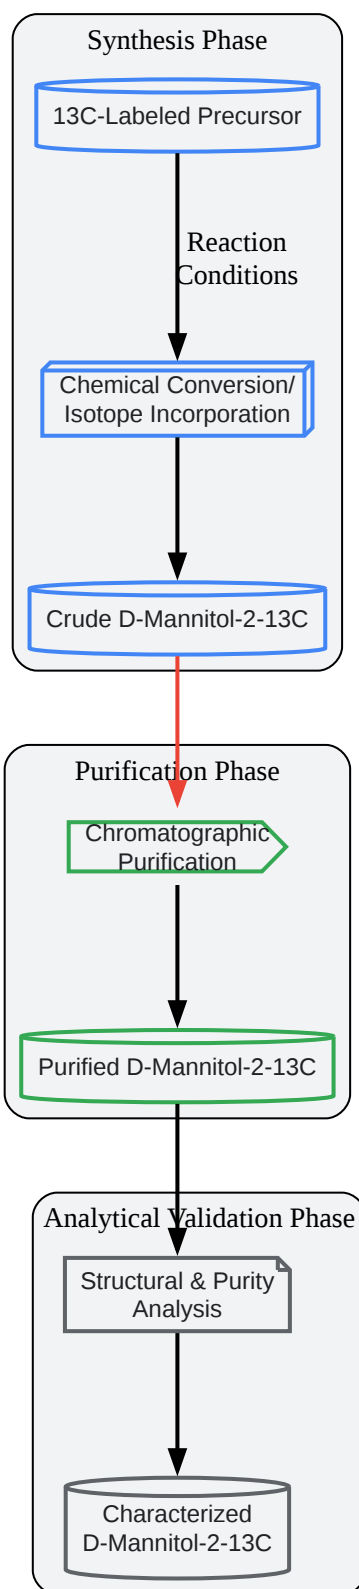 Synthesis Phase
13C-Labeled Precursor
Reaction
Conditions
Chemical Conversion/
Isotope Incorporation
Crude D-Mannitol-2-13C
Purification Phase
Chromatographic
Purification
Purified D-Mannitol-2-13C
Analytical Validation Phase
Structural & Purity
Analysis
Characterized
D-Mannitol-2-13C